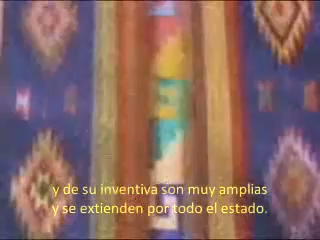 y de su inventiva son muy amplias
y se extienden por todo el estado.